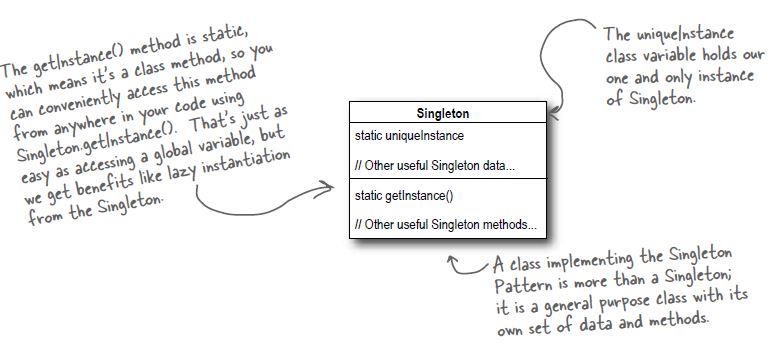 The getInstance() method is static,
which means it's a class method, so you
can conveniently access this method
from anywhere in your code using
Singleton.getInstance(). That's just as
easy as accessing a global variable, but
we get benefits like lazy instantiation
from the Singleton.
The uniqueInstance
class variable holds our
one and only instance
of Singleton.
Singleton
static uniqueInstance
// Other useful Singleton data...
static getInstance()
// Other useful Singleton methods...
A class implementing the Singleton
Pattern is more than a Singleton;
it is a general purpose class with its
own set of data and methods.